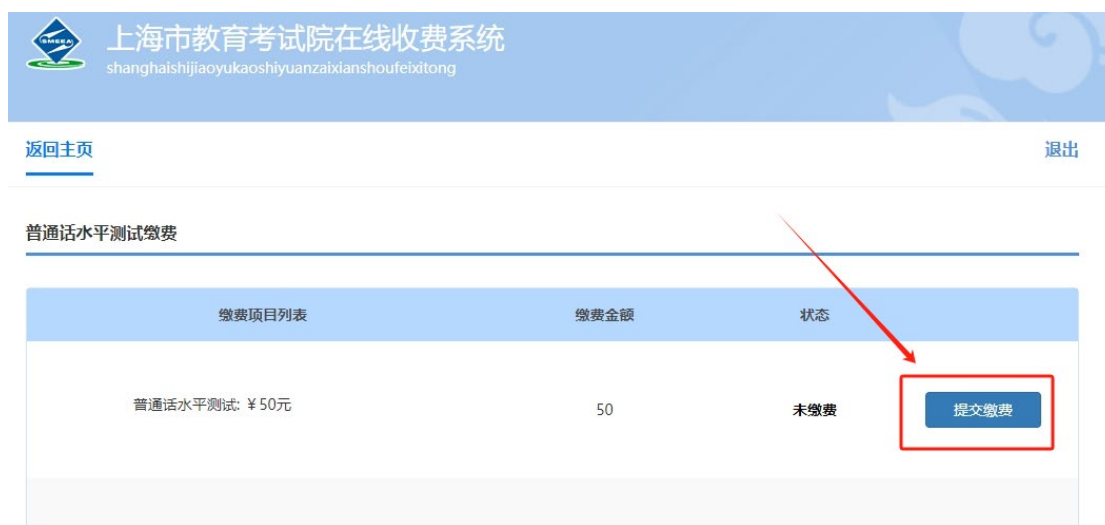 SMEEA
上海市教育考试院在线收费系统
shanghaishijiaoyukaoshiyuanzaixianshoufeixitong
返回主页 退出
普通话水平测试缴费
缴费项目列表 缴费金额 状态
普通话水平测试: ¥50元 50 未缴费 提交缴费